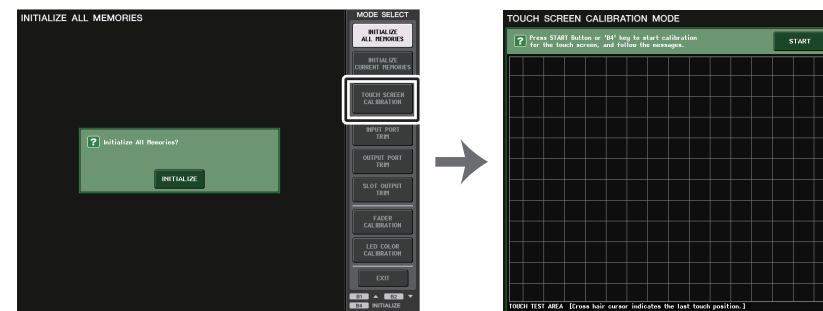 INITIALIZE ALL MEMORIES
? Initialize All Memories?
INITIALIZE
MODE SELECT
INITIALIZE
ALL MEMORIES
INITIALIZE
CURRENT MEMORIES
TOUCH SCREEN
CALIBRATION
INPUT PORT
TRIM
OUTPUT PORT
TRIM
SLOT OUTPUT
TRIM
FADER
CALIBRATION
LED COLOR
CALIBRATION
EXIT
B1 ▲ B2 ▼
B4 INITIALIZE
TOUCH SCREEN CALIBRATION MODE
? Press START Button or 'B4' key to start calibration
for the touch screen, and follow the messages.
START
TOUCH TEST AREA [Cross hair cursor indicates the last touch position.]